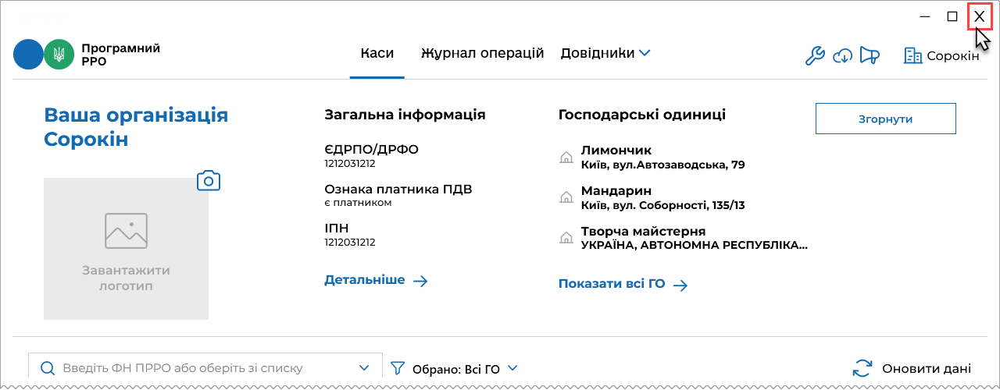 Програмний
РРО
Каси
Журнал операцій
Довідники
Сорокін
Ваша організація
Сорокін
Завантажити
логотип
Загальна інформація
ЄДРПО/ДРФО
1212031212
Ознака платника ПДВ
є платником
ІПН
1212031212
Детальніше
Господарські одиниці
Лимончик
Київ, вул.Автозаводська, 79
Мандарин
Київ, вул. Соборності, 135/13
Творча майстерня
УКРАЇНА, АВТОНОМНА РЕСПУБЛІКА...
Показати всі ГО
Згорнути
Введіть ФН ПРРО або оберіть зі списку
Обрано: Всі ГО
Оновити дані